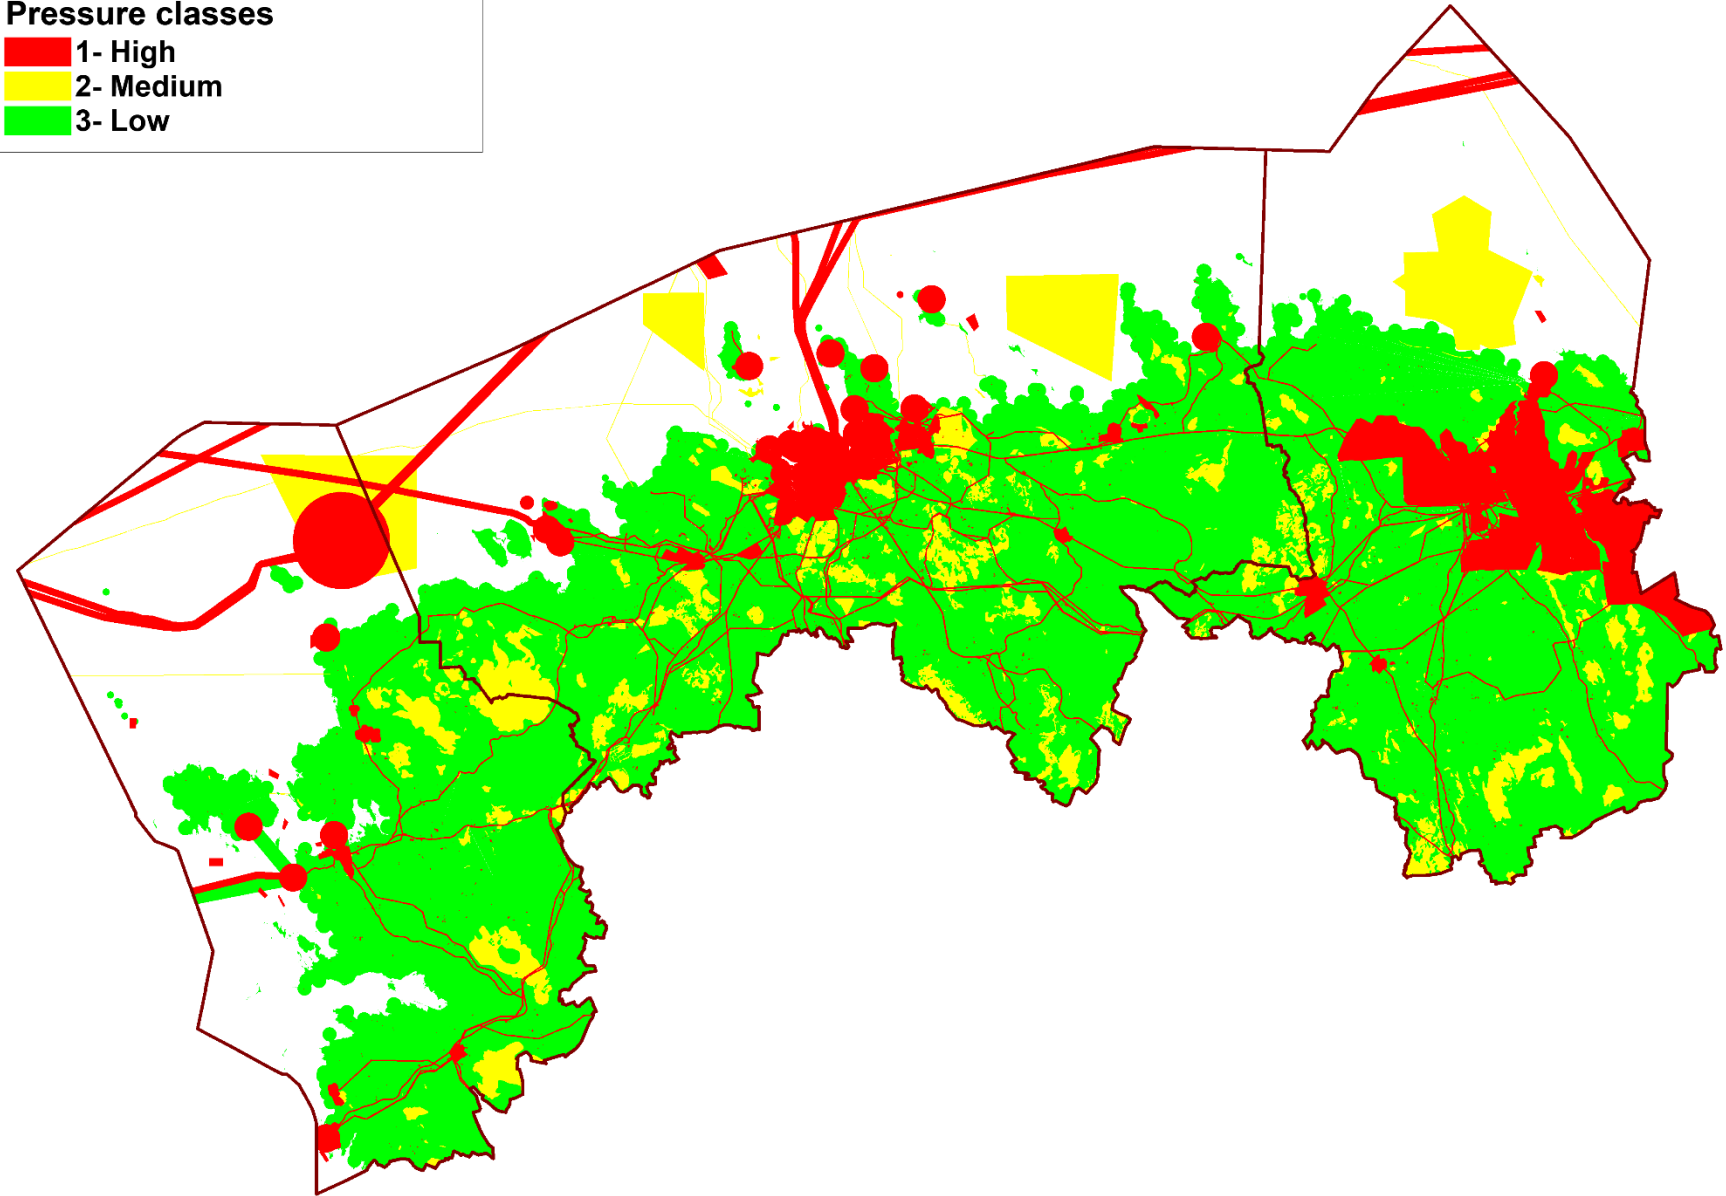 Pressure classes
1- High
2- Medium
3- Low